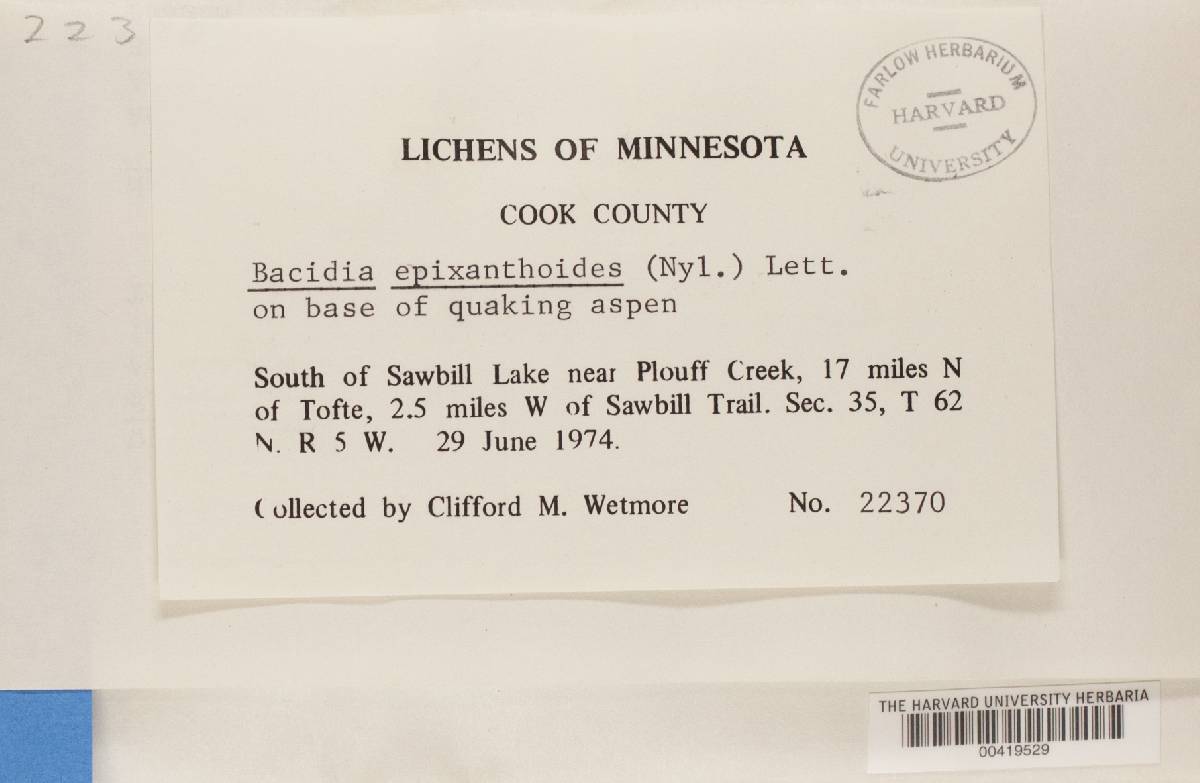 223
FARLOW HERBARIUM
HARVARD
UNIVERSITY
LICHENS OF MINNESOTA
COOK COUNTY
Bacidia epixanthoides (Nyl.) Lett.
on base of quaking aspen
South of Sawbill Lake near Plouff Creek, 17 miles N
of Tofte, 2.5 miles W of Sawbill Trail. Sec. 35, T 62
N. R 5 W. 29 June 1974.
Collected by Clifford M. Wetmore No. 22370
THE HARVARD UNIVERSITY HERBARIA
00419529